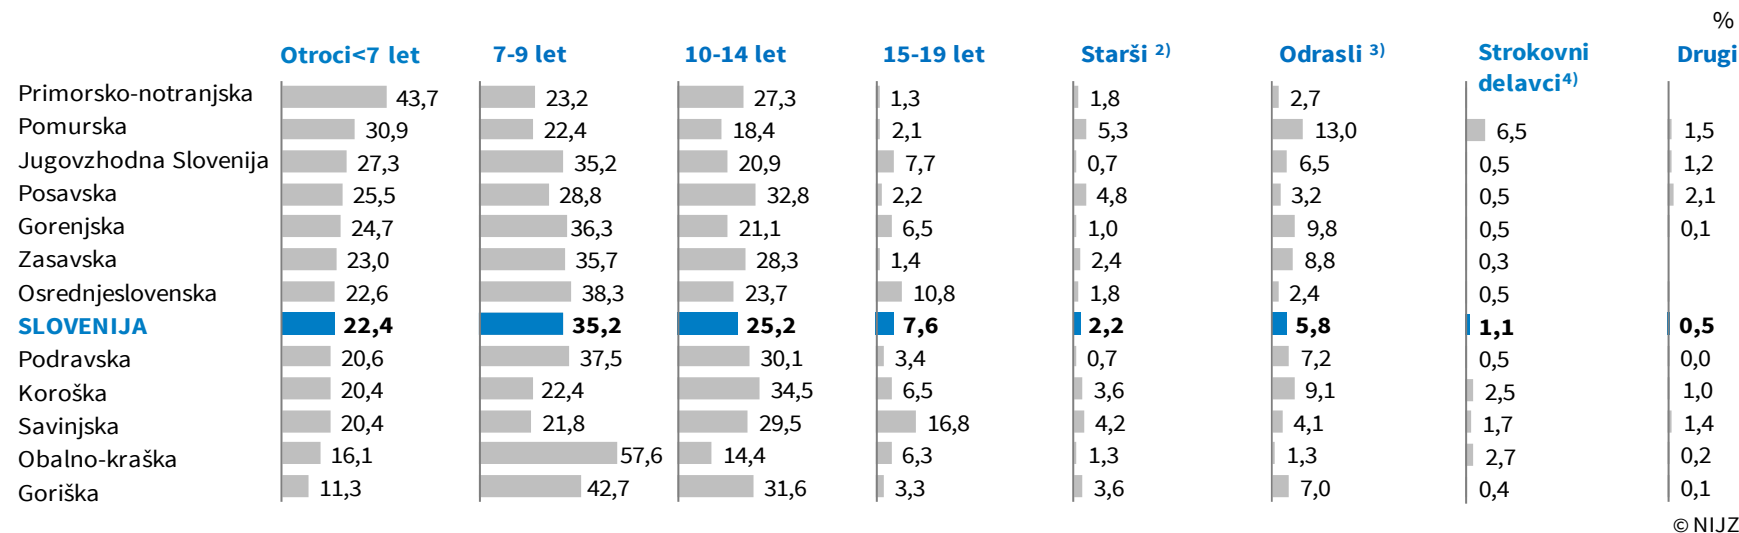 %
Otroci<7 let 7-9 let 10-14 let 15-19 let Starši 2) Odrasli 3) Strokovni delavci4) Drugi
Primorsko-notranjska 43,7 23,2 27,3 1,3 1,8 2,7
Pomurska 30,9 22,4 18,4 2,1 5,3 13,0 6,5 1,5
Jugovzhodna Slovenija 27,3 35,2 20,9 7,7 0,7 6,5 0,5 1,2
Posavska 25,5 28,8 32,8 2,2 4,8 3,2 0,5 2,1
Gorenjska 24,7 36,3 21,1 6,5 1,0 9,8 0,5 0,1
Zasavska 23,0 35,7 28,3 1,4 2,4 8,8 0,3
Osrednjeslovenska 22,6 38,3 23,7 10,8 1,8 2,4 0,5
SLOVENIJA 22,4 35,2 25,2 7,6 2,2 5,8 1,1 0,5
Podravska 20,6 37,5 30,1 3,4 0,7 7,2 0,5 0,0
Koroška 20,4 22,4 34,5 6,5 3,6 9,1 2,5 1,0
Savinjska 20,4 21,8 29,5 16,8 4,2 4,1 1,7 1,4
Obalno-kraška 16,1 57,6 14,4 6,3 1,3 1,3 2,7 0,2
Goriška 11,3 42,7 31,6 3,3 3,6 7,0 0,4 0,1
© NIJZ